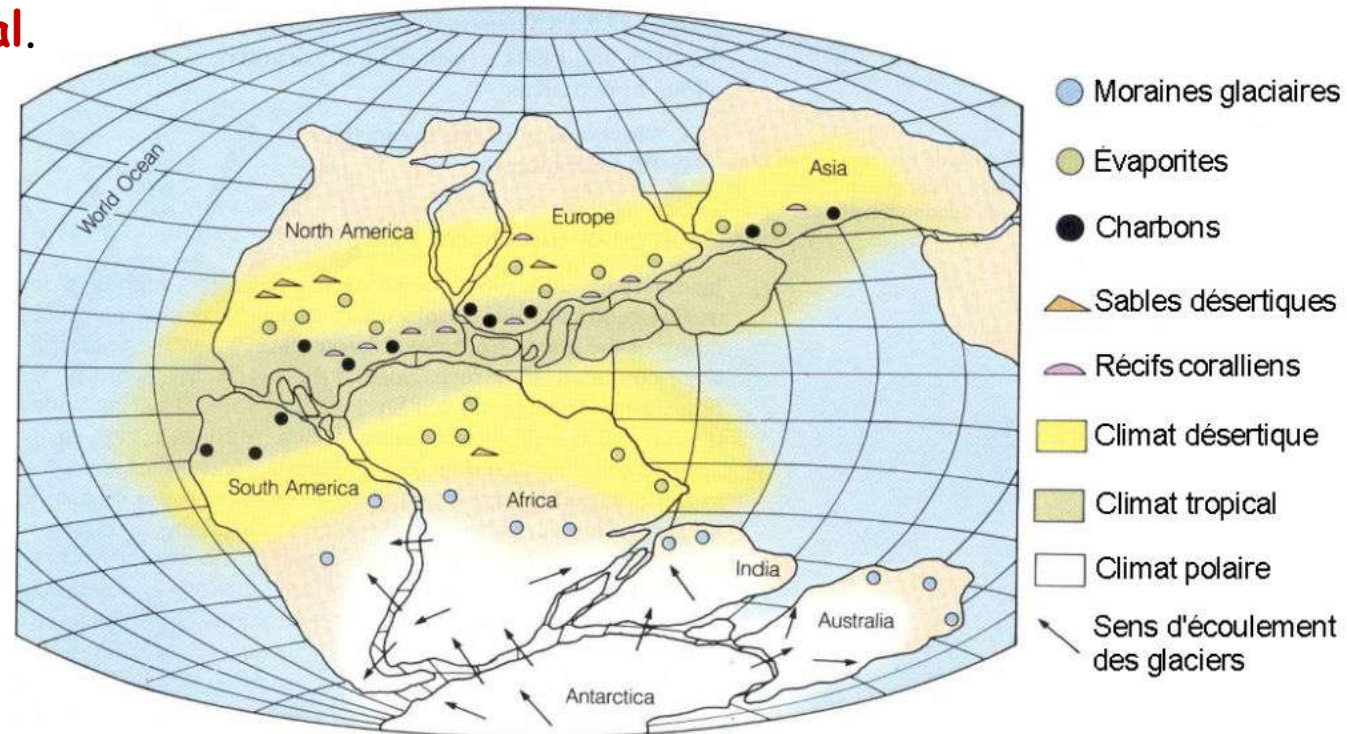 al.
World Ocean
North America
Europe
Asia
South America
Africa
India
Australia
Antarctica
Moraines glaciaires
Évaporites
Charbons
Sables désertiques
Récifs coralliens
Climat désertique
Climat tropical
Climat polaire
Sens d'écoulement
des glaciers